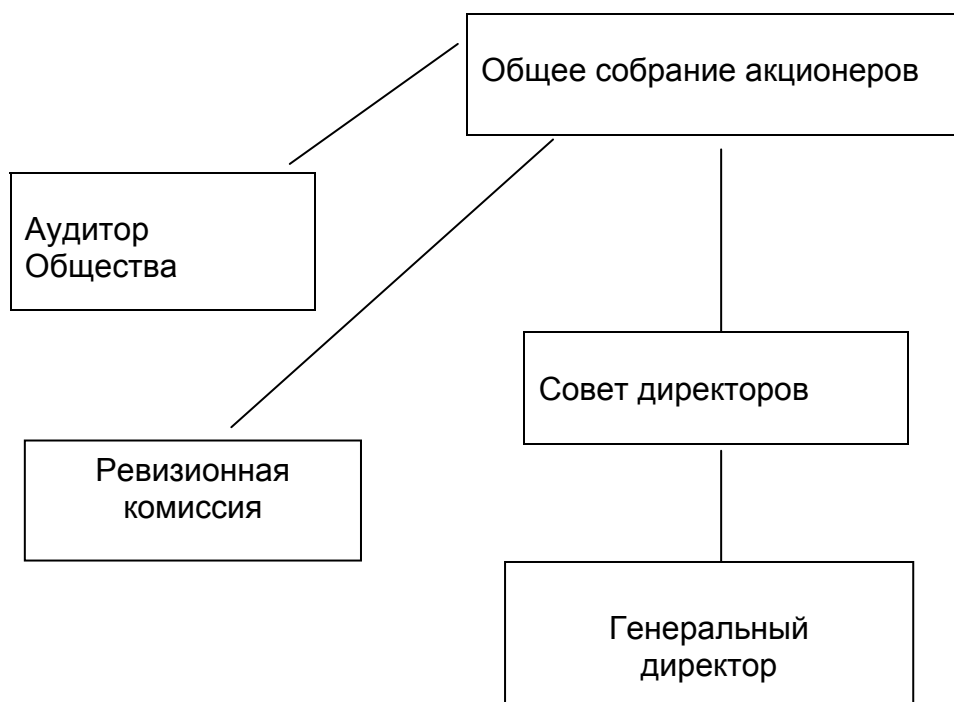 Общее собрание акционеров
Аудитор
Общества
Совет директоров
Ревизионная
комиссия
Генеральный
директор